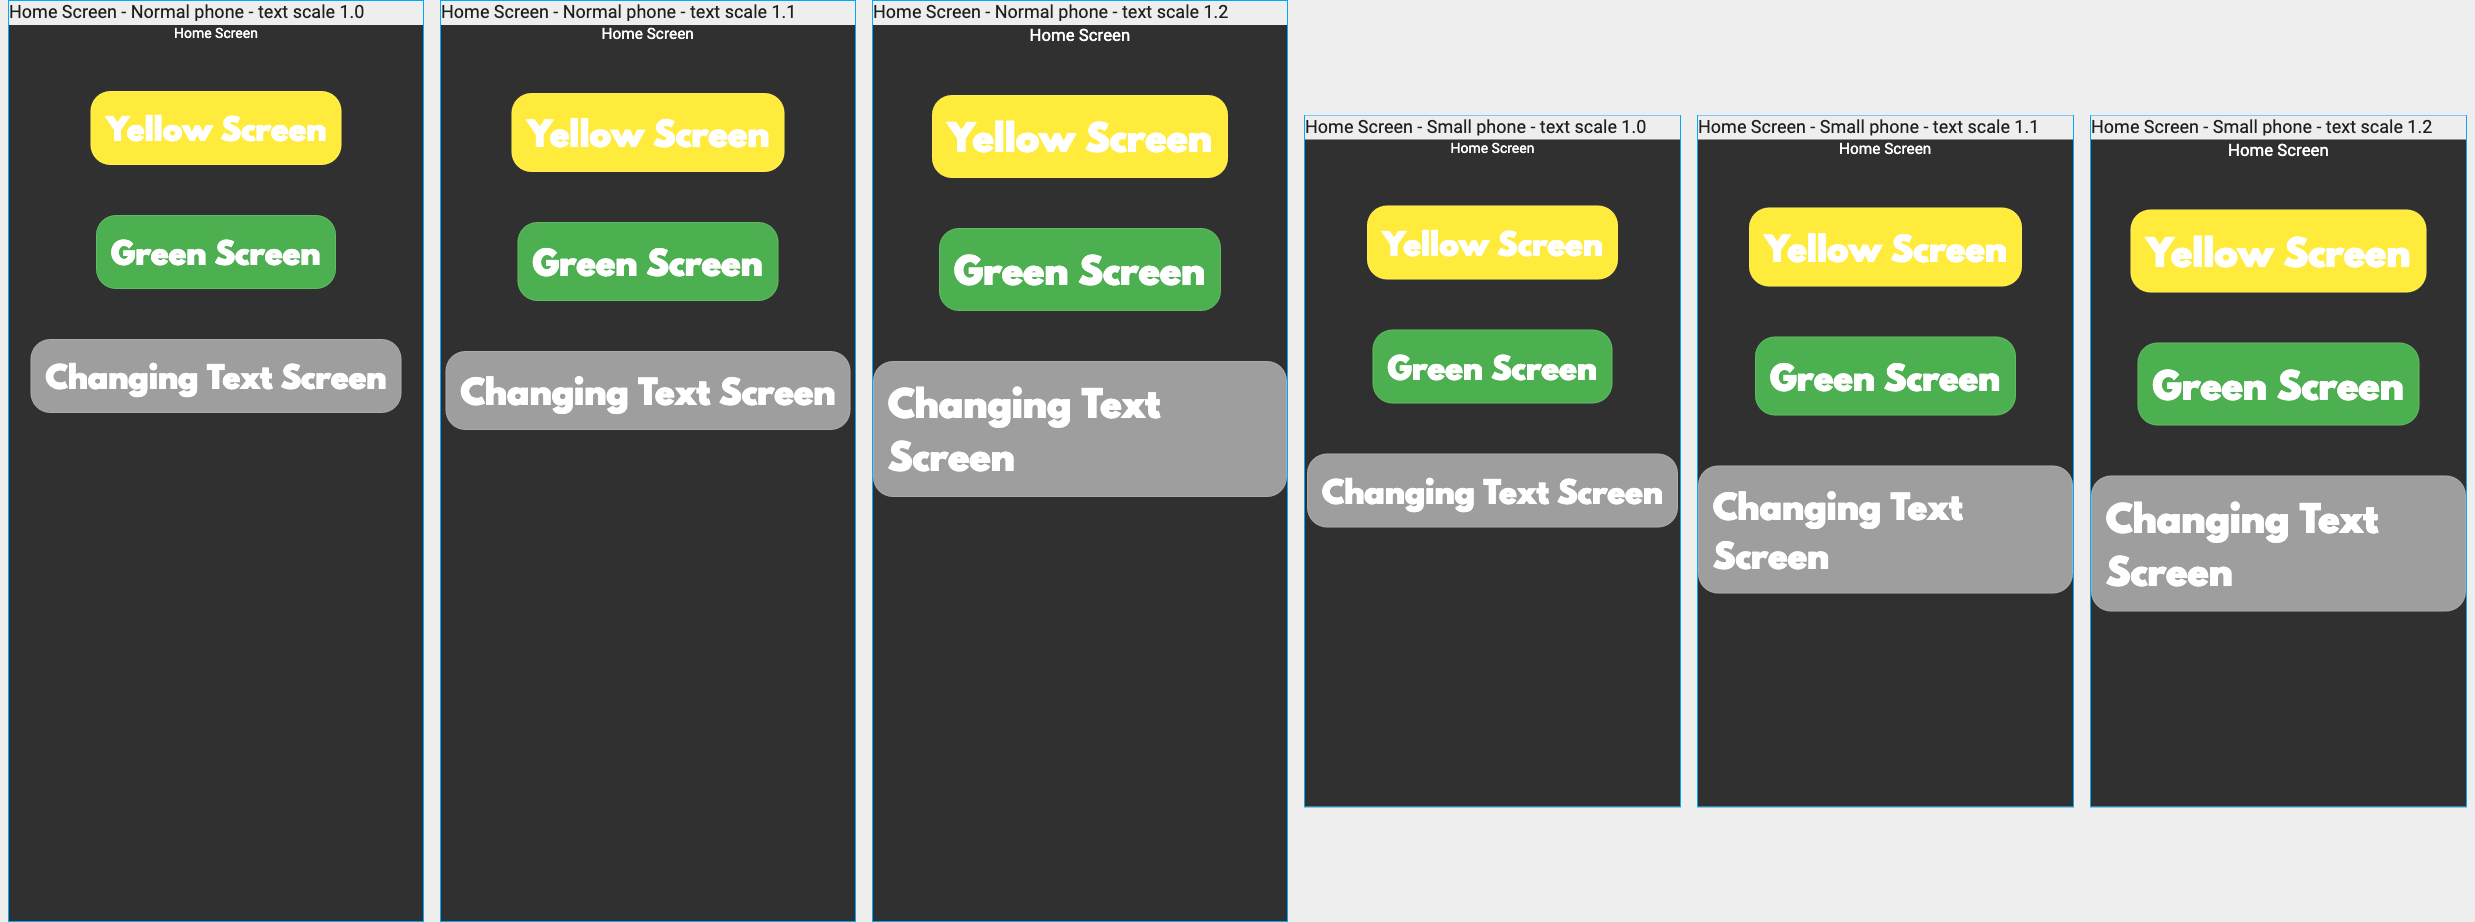 Home Screen - Normal phone - text scale 1.0
Home Screen
Yellow Screen
Green Screen
Changing Text Screen
Home Screen - Normal phone - text scale 1.1
Home Screen
Yellow Screen
Green Screen
Changing Text Screen
Home Screen - Normal phone - text scale 1.2
Home Screen
Yellow Screen
Green Screen
Changing Text
Screen
Home Screen - Small phone - text scale 1.0
Home Screen
Yellow Screen
Green Screen
Changing Text Screen
Home Screen - Small phone - text scale 1.1
Home Screen
Yellow Screen
Green Screen
Changing Text
Screen
Home Screen - Small phone - text scale 1.2
Home Screen
Yellow Screen
Green Screen
Changing Text
Screen